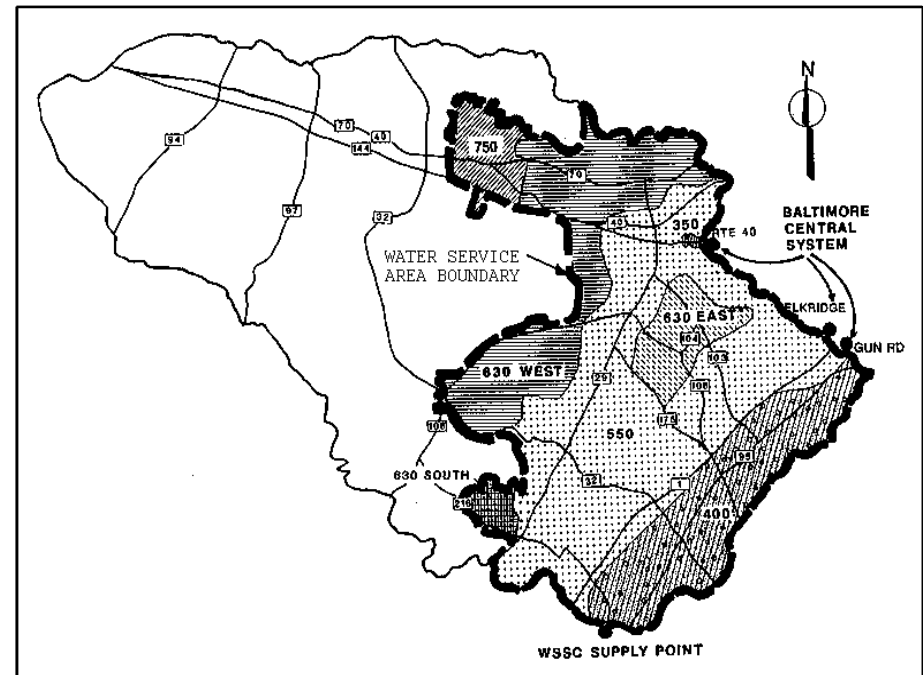 N
94
70
40
144
97
32
750
70
40
350
RTE 40
BALTIMORE
CENTRAL
SYSTEM
WATER SERVICE
AREA BOUNDARY
ELKRIDGE
GUN RD
630 EAST
104
103
630 WEST
29
108
108
175
550
95
630 SOUTH
32
1
216
400
WSSC SUPPLY POINT